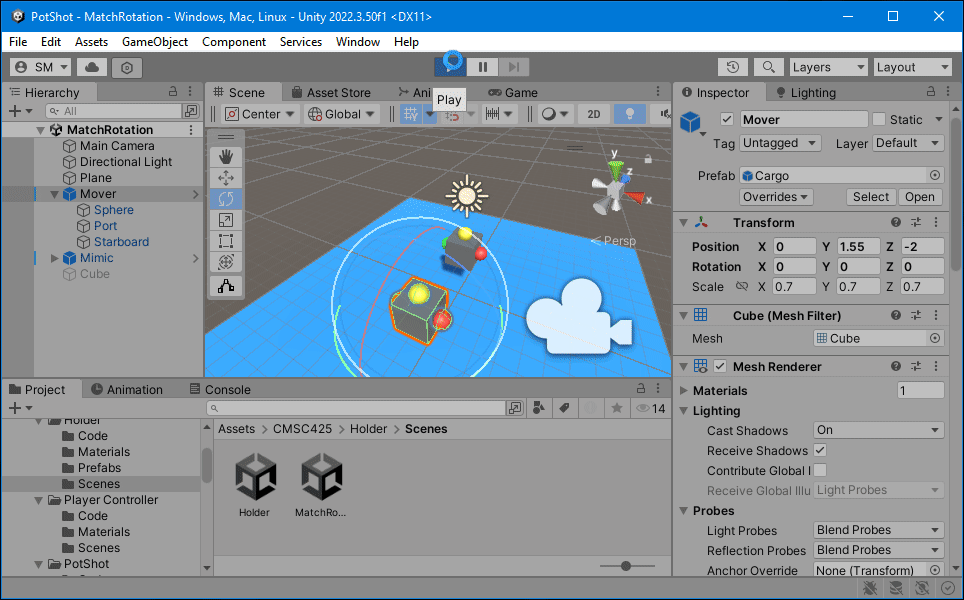 PotShot - MatchRotation - Windows, Mac, Linux - Unity 2022.3.50f1 <DX11>
File Edit Assets GameObject Component Services Window Help
SM Layers Layout
Play
Hierarchy
All
MatchRotation
Main Camera
Directional Light
Plane
Mover
Sphere
Port
Starboard
Mimic
Cube
Scene Asset Store Ani Game
Center Global 2D
y
z
x
Persp
Inspector Lighting
Mover Static
Tag Untagged Layer Default
Prefab Cargo
Overrides Select Open
Transform
Position X 0 Y 1.55 Z -2
Rotation X 0 Y 0 Z 0
Scale X 0.7 Y 0.7 Z 0.7
Cube (Mesh Filter)
Mesh Cube
Mesh Renderer
Materials 1
Lighting
Cast Shadows On
Receive Shadows
Contribute Global I
Receive Global Illu Light Probes
Probes
Light Probes Blend Probes
Reflection Probes Blend Probes
Anchor Override None (Transform)
Project Animation Console
14
Holder
Code
Materials
Prefabs
Scenes
Player Controller
Code
Materials
Scenes
PotShot
Assets > CMSC425 > Holder > Scenes
Holder MatchRo...